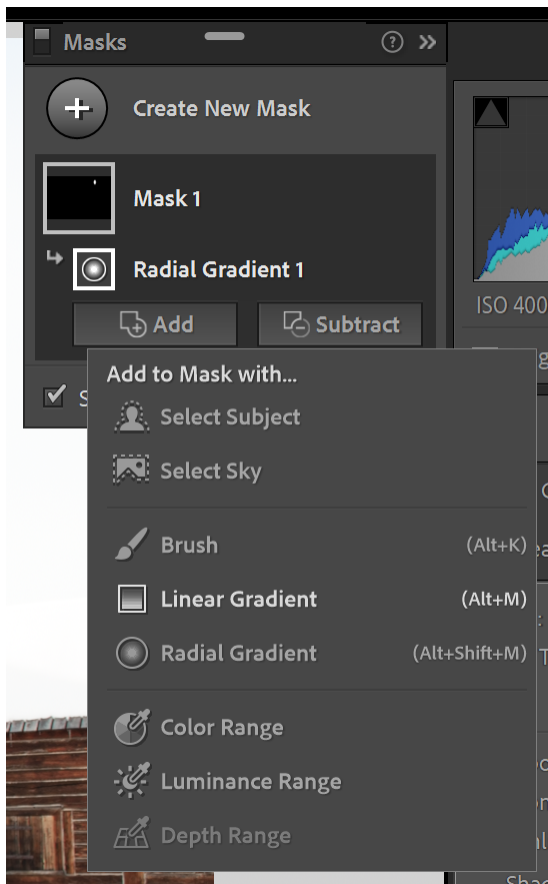 Masks
Create New Mask
Mask 1
Radial Gradient 1
Add Subtract
ISO 400
Add to Mask with...
Select Subject
Select Sky
Brush (Alt+K)
Linear Gradient (Alt+M)
Radial Gradient (Alt+Shift+M)
Color Range
Luminance Range
Depth Range